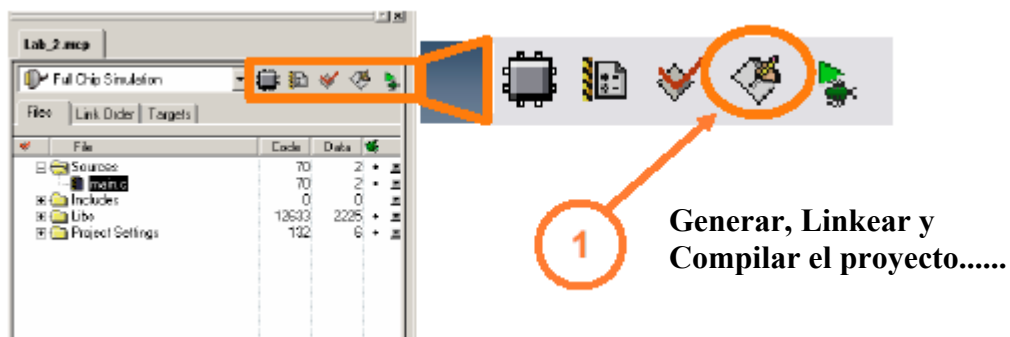 Lab_2.mcp
Full Chip Simulation
Files Link Order Targets
File Code Data
Sources 70 2
main.c 70 2
Includes 0 0
Libs 12633 2225
Project Settings 132 6
1
Generar, Linkear y
Compilar el proyecto......